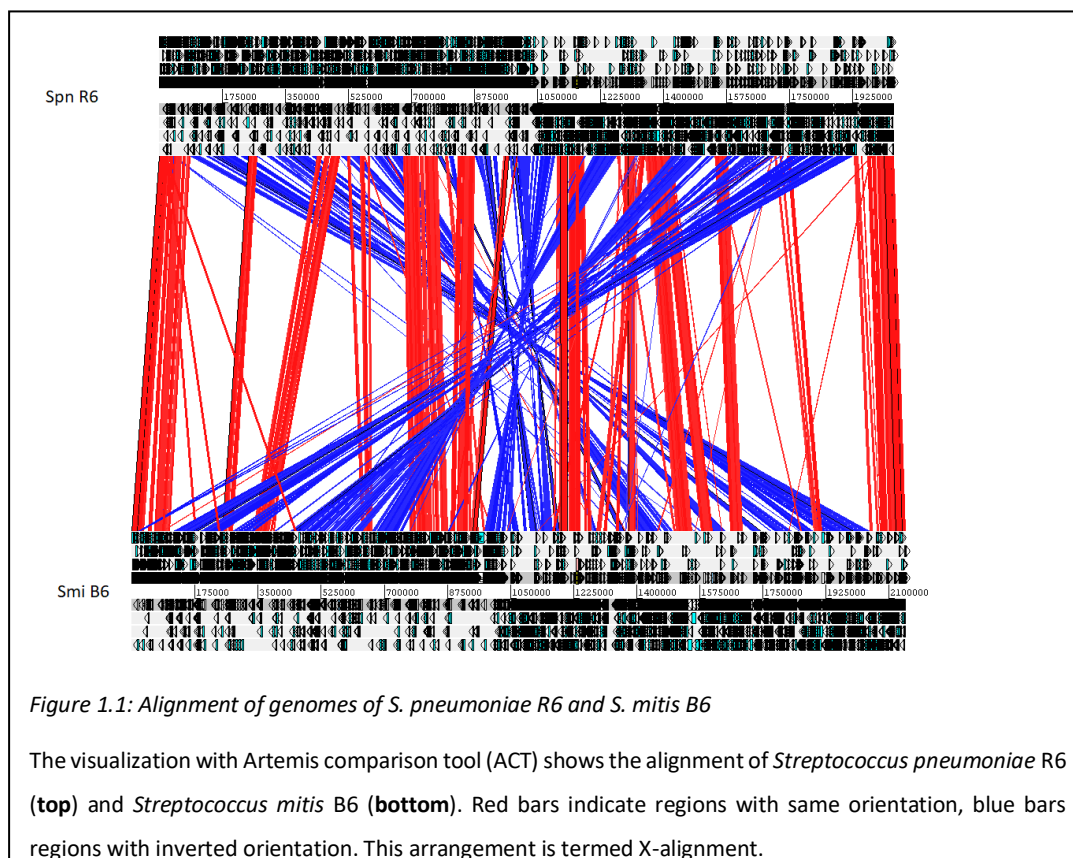 Spn R6
175000 350000 525000 700000 875000 1050000 1225000 1400000 1575000 1750000 1925000
Smi B6
175000 350000 525000 700000 875000 1050000 1225000 1400000 1575000 1750000 1925000 2100000
Figure 1.1: Alignment of genomes of S. pneumoniae R6 and S. mitis B6
The visualization with Artemis comparison tool (ACT) shows the alignment of Streptococcus pneumoniae R6
(top) and Streptococcus mitis B6 (bottom). Red bars indicate regions with same orientation, blue bars
regions with inverted orientation. This arrangement is termed X-alignment.